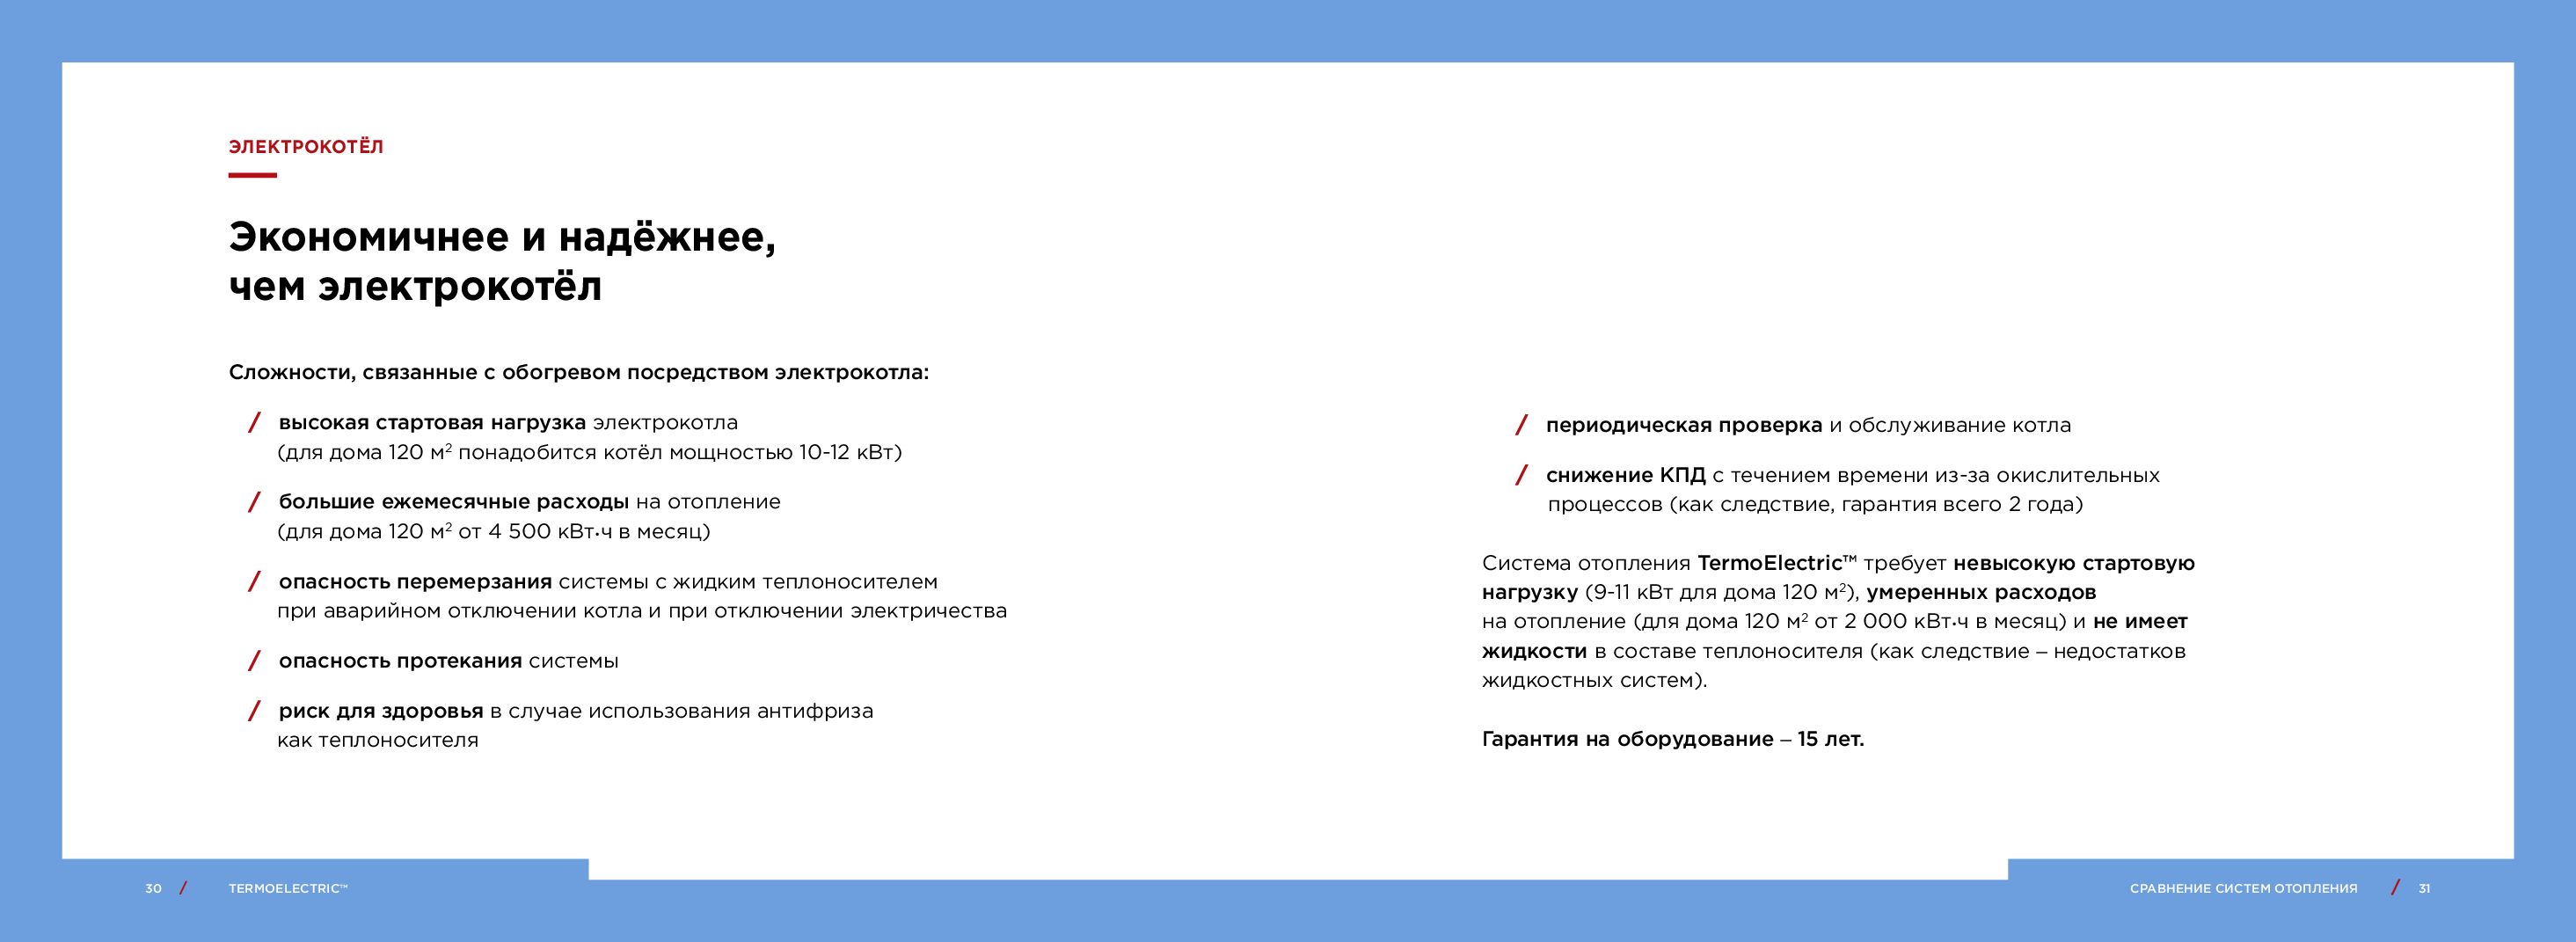 ЭЛЕКТРОКОТЁЛ
Экономичнее и надёжнее,
чем электрокотёл
Сложности, связанные с обогревом посредством электрокотла:
/ высокая стартовая нагрузка электрокотла
(для дома 120 м² понадобится котёл мощностью 10-12 кВт)
/ большие ежемесячные расходы на отопление
(для дома 120 м² от 4 500 кВт·ч в месяц)
/ опасность перемерзания системы с жидким теплоносителем
при аварийном отключении котла и при отключении электричества
/ опасность протекания системы
/ риск для здоровья в случае использования антифриза
как теплоносителя
/ периодическая проверка и обслуживание котла
/ снижение КПД с течением времени из-за окислительных
процессов (как следствие, гарантия всего 2 года)
Система отопления TermoElectric™ требует невысокую стартовую
нагрузку (9-11 кВт для дома 120 м²), умеренных расходов
на отопление (для дома 120 м² от 2 000 кВт·ч в месяц) и не имеет
жидкости в составе теплоносителя (как следствие – недостатков
жидкостных систем).
Гарантия на оборудование – 15 лет.
30 / TERMOELECTRIC™
СРАВНЕНИЕ СИСТЕМ ОТОПЛЕНИЯ / 31